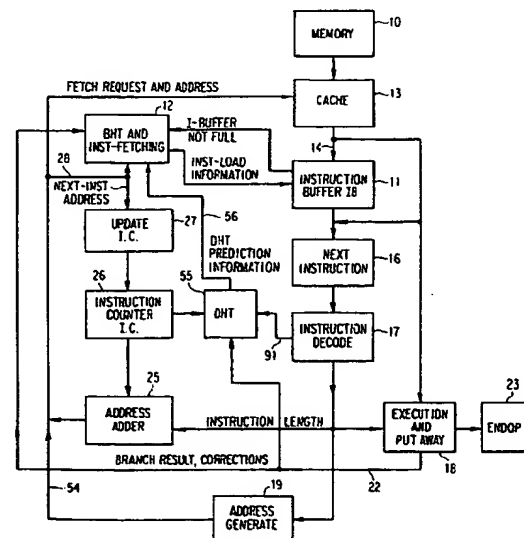 10
MEMORY
FETCH REQUEST AND ADDRESS
13
CACHE
12
BHT AND
INST-FETCHING
I-BUFFER
NOT FULL
14
28
NEXT-INST
ADDRESS
INST-LOAD
INFORMATION
INSTRUCTION
BUFFER IB
11
UPDATE
I.C.
27
56
DHT
PREDICTION
INFORMATION
NEXT
INSTRUCTION
16
26
INSTRUCTION
COUNTER
I.C.
55
DHT
91
INSTRUCTION
DECODE
17
25
ADDRESS
ADDER
INSTRUCTION LENGTH
EXECUTION
AND
PUT AWAY
18
23
ENDOP
BRANCH RESULT, CORRECTIONS
22
54
19
ADDRESS
GENERATE